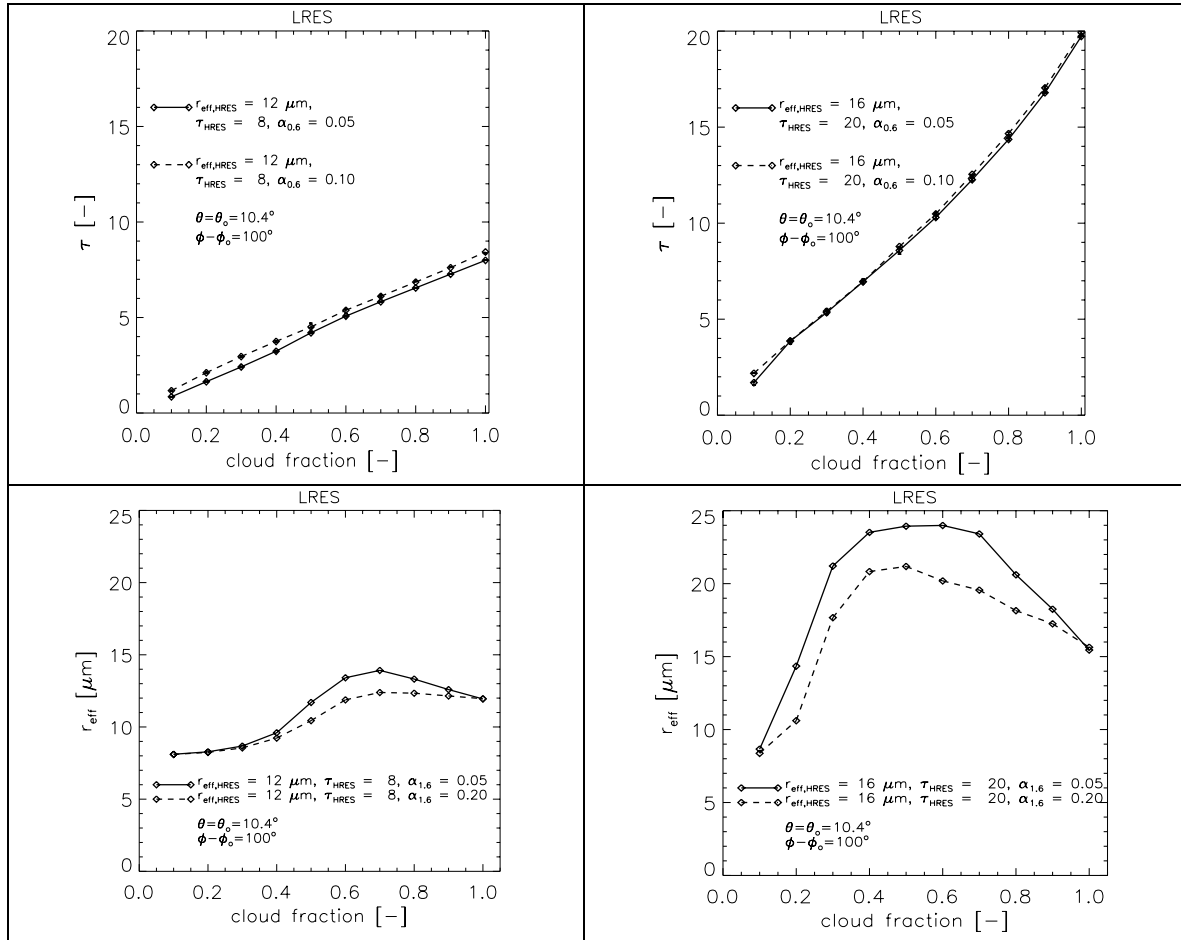 LRES
20
15
10
5
0
τ [–]
r_eff,HRES = 12 μm,
τ_HRES = 8, α_0.6 = 0.05
r_eff,HRES = 12 μm,
τ_HRES = 8, α_0.6 = 0.10
θ=θ_o=10.4°
ϕ–ϕ_o=100°
0.0 0.2 0.4 0.6 0.8 1.0
cloud fraction [–]
LRES
20
15
10
5
0
τ [–]
r_eff,HRES = 16 μm,
τ_HRES = 20, α_0.6 = 0.05
r_eff,HRES = 16 μm,
τ_HRES = 20, α_0.6 = 0.10
θ=θ_o=10.4°
ϕ–ϕ_o=100°
0.0 0.2 0.4 0.6 0.8 1.0
cloud fraction [–]
LRES
25
20
15
10
5
0
r_eff [μm]
r_eff,HRES = 12 μm, τ_HRES = 8, α_1.6 = 0.05
r_eff,HRES = 12 μm, τ_HRES = 8, α_1.6 = 0.20
θ=θ_o=10.4°
ϕ–ϕ_o=100°
0.0 0.2 0.4 0.6 0.8 1.0
cloud fraction [–]
LRES
25
20
15
10
5
0
r_eff [μm]
r_eff,HRES = 16 μm, τ_HRES = 20, α_1.6 = 0.05
r_eff,HRES = 16 μm, τ_HRES = 20, α_1.6 = 0.20
θ=θ_o=10.4°
ϕ–ϕ_o=100°
0.0 0.2 0.4 0.6 0.8 1.0
cloud fraction [–]